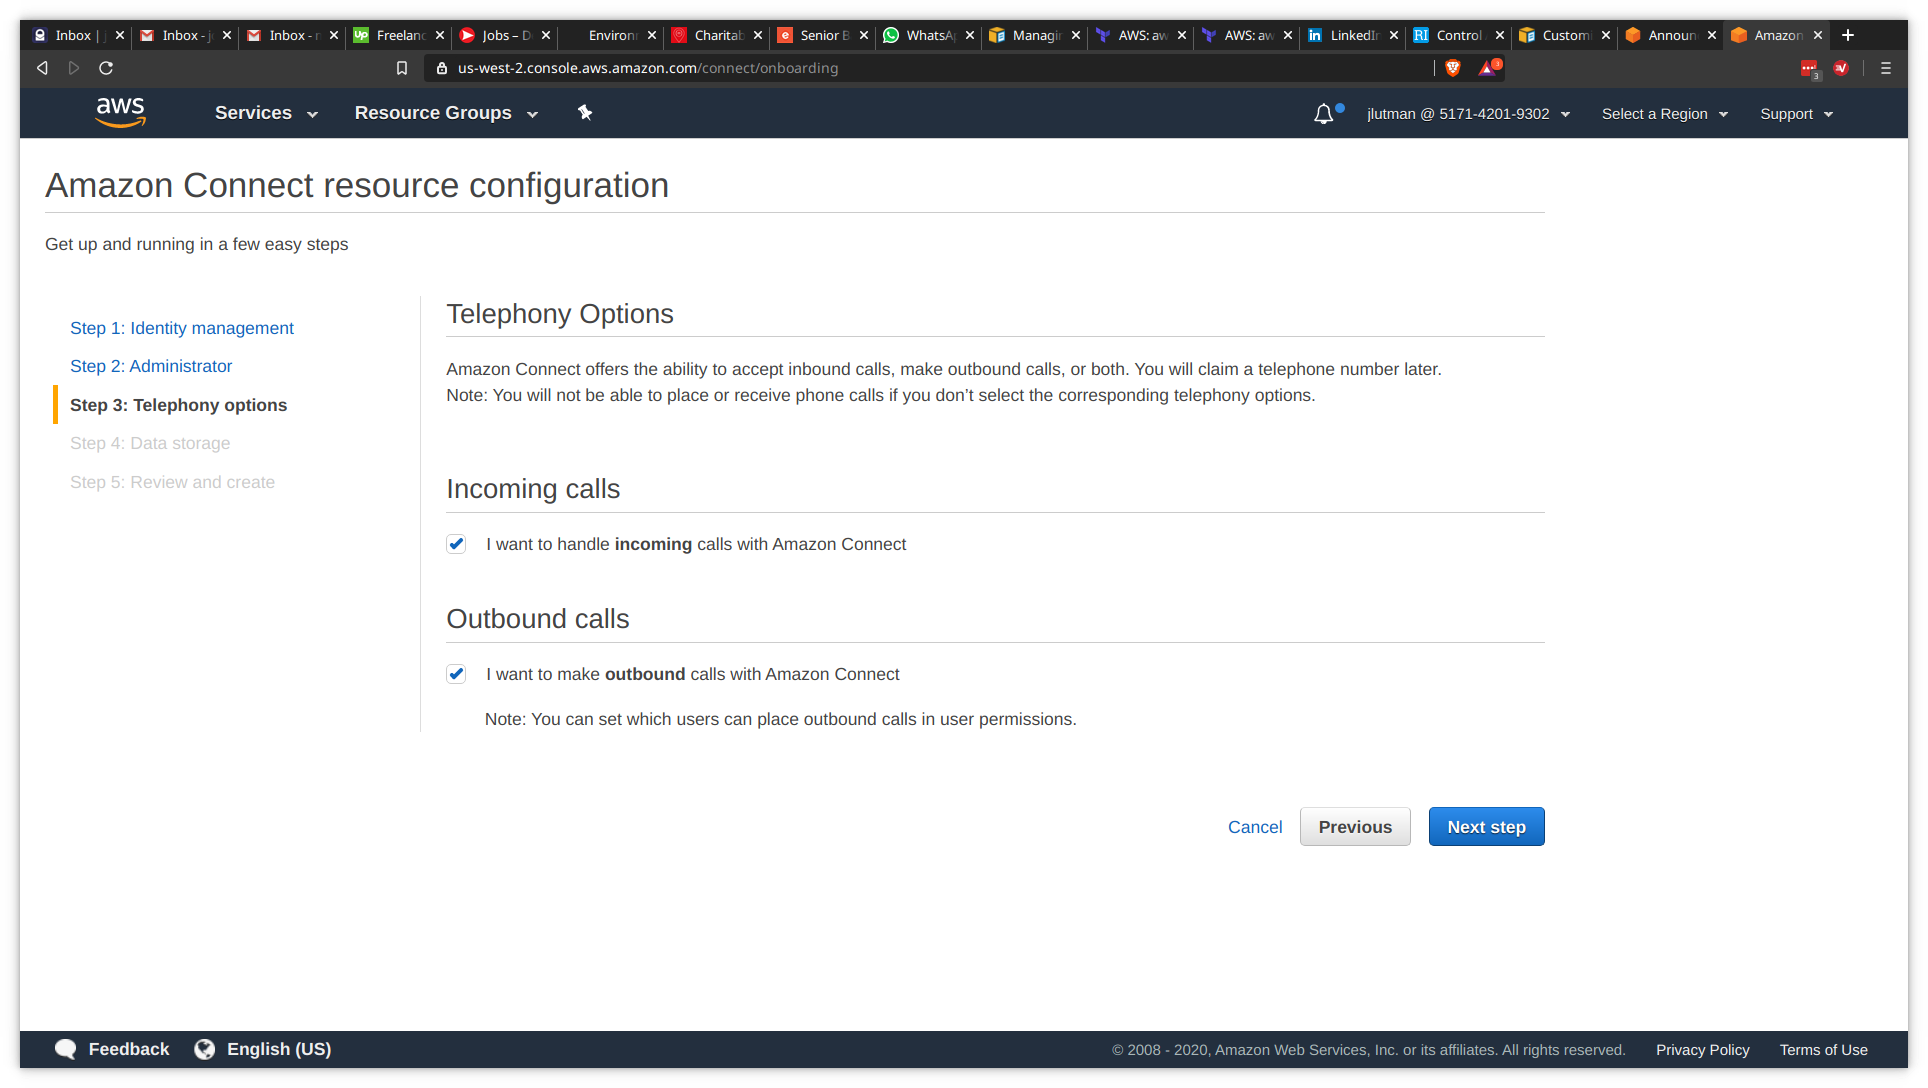 Inbox | j
Inbox - j
Inbox - r
Up Freelanc
Jobs – D
Environ
Charitab
e Senior B
WhatsA
Managin
AWS: aw
AWS: aw
in LinkedIn
RI Control
Customi
Announ
Amazon
us-west-2.console.aws.amazon.com/connect/onboarding
3
3
aws
Services
Resource Groups
jlutman @ 5171-4201-9302
Select a Region
Support
Amazon Connect resource configuration
Get up and running in a few easy steps
Step 1: Identity management
Step 2: Administrator
Step 3: Telephony options
Step 4: Data storage
Step 5: Review and create
Telephony Options
Amazon Connect offers the ability to accept inbound calls, make outbound calls, or both. You will claim a telephone number later.
Note: You will not be able to place or receive phone calls if you don’t select the corresponding telephony options.
Incoming calls
I want to handle incoming calls with Amazon Connect
Outbound calls
I want to make outbound calls with Amazon Connect
Note: You can set which users can place outbound calls in user permissions.
Cancel
Previous
Next step
Feedback
English (US)
© 2008 - 2020, Amazon Web Services, Inc. or its affiliates. All rights reserved.
Privacy Policy
Terms of Use